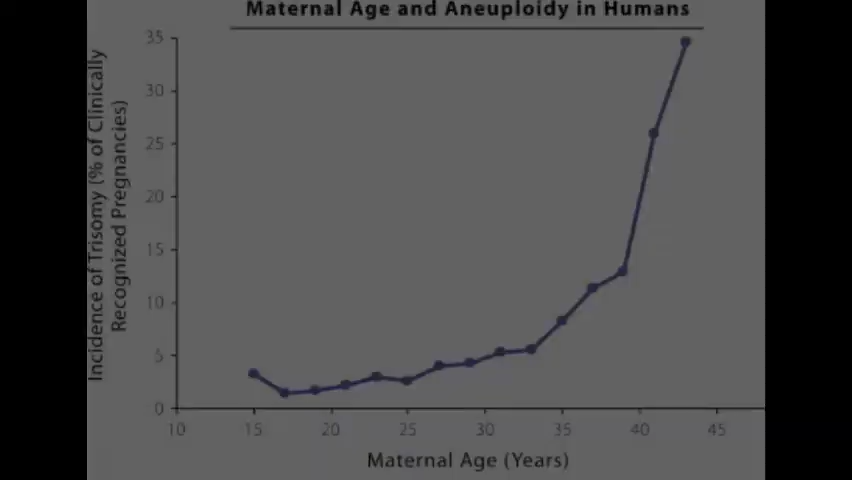 Maternal Age and Aneuploidy in Humans
Incidence of Trisomy (% of Clinically
Recognized Pregnancies)
35
30
25
20
15
10
5
0
10 15 20 25 30 35 40 45
Maternal Age (Years)